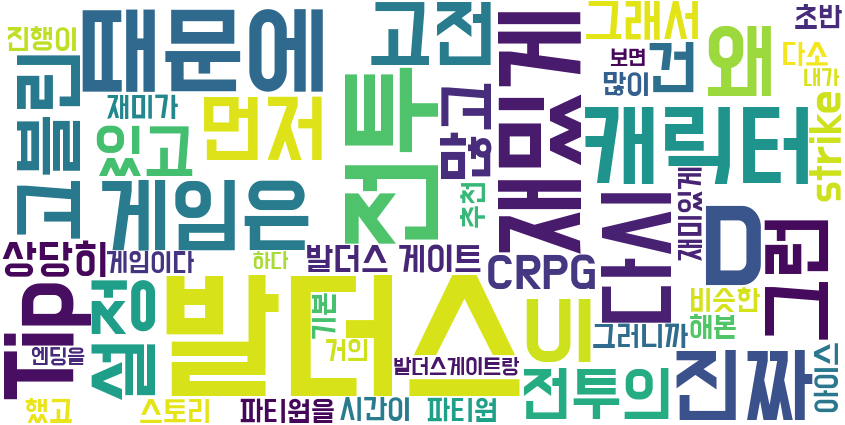 진행이
때문에
고전
그래서
초반
고블린
재미가
있고
먼저
전투
많고
재밌게
보면
많이
건
왜
다소
내가
캐릭터
strike
게임은
추천
다시
재미있게
D
그런
상당히
게임이다
하다
발더스 게이트
CRPG
Tip
설정
발더스
기본
UI
비슷한
해본
그러니까
엔딩을
거의
발더스게이트랑
전투의
진짜
아이스
했고
스토리
파티원을
시간이
파티원